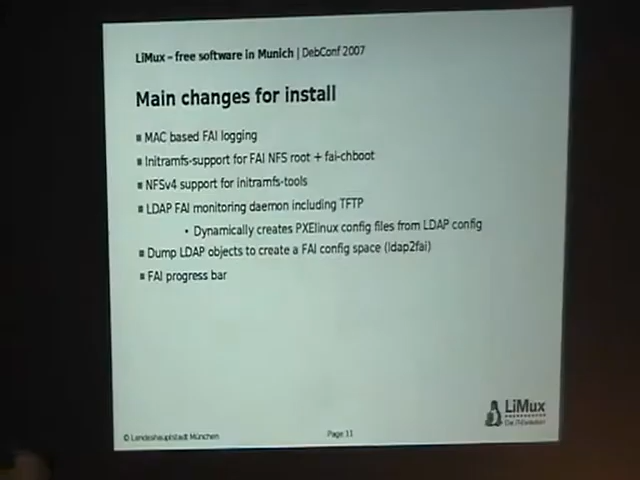 LiMux – free software in Munich | DebConf 2007
Main changes for install
MAC based FAI logging
Initramfs-support for FAI NFS root + fai-chboot
NFSv4 support for initramfs-tools
LDAP FAI monitoring daemon including TFTP
Dynamically creates PXElinux config files from LDAP config
Dump LDAP objects to create a FAI config space (ldap2fai)
FAI progress bar
LiMux
Die IT-Evolution
© Landeshauptstadt München
Page 11